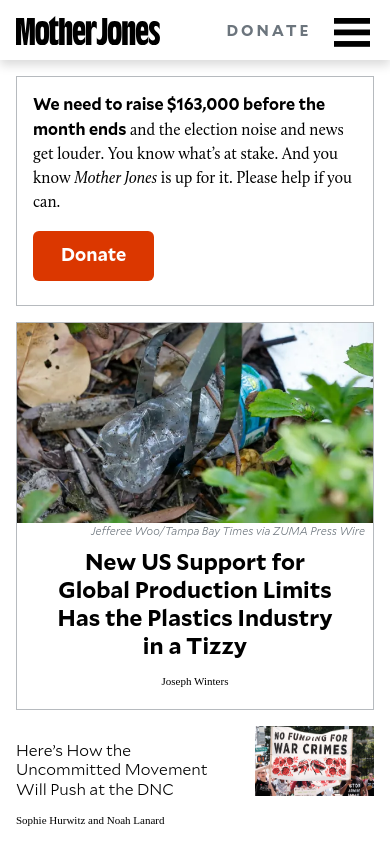 Mother Jones
DONATE
We need to raise $163,000 before the
month ends and the election noise and news
get louder. You know what's at stake. And you
know Mother Jones is up for it. Please help if you
can.
Donate
Jefferee Woo/Tampa Bay Times via ZUMA Press Wire
New US Support for
Global Production Limits
Has the Plastics Industry
in a Tizzy
Joseph Winters
NO FUNDING FOR
WAR CRIMES
Here's How the
Uncommitted Movement
Will Push at the DNC
Sophie Hurwitz and Noah Lanard